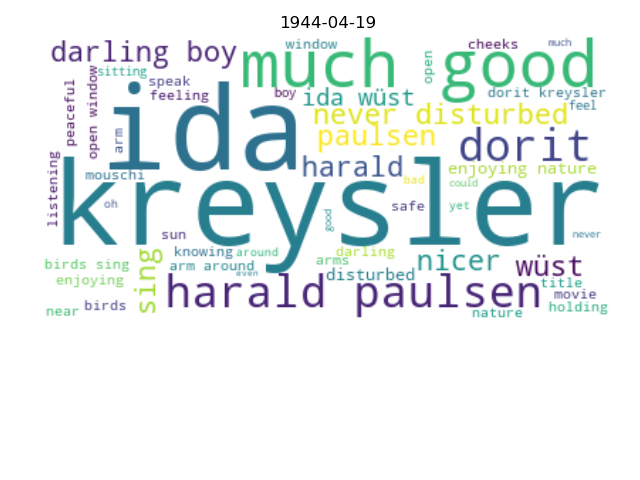 1944-04-19
darling boy
window
much good
cheeks
much
sitting
speak
feeling
boy
ida wüst
open
dorit kreysler
feel
peaceful
open window
arm
ida
never disturbed
paulsen
dorit
harald
enjoying nature
bad
could
listening
mouschi
oh
kreysler
safe
yet
good
never
sun
birds sing
enjoying
near
birds
sing
knowing
around
arm around
even
darling
arms
disturbed
nicer
wüst
harald paulsen
title
movie
holding
nature